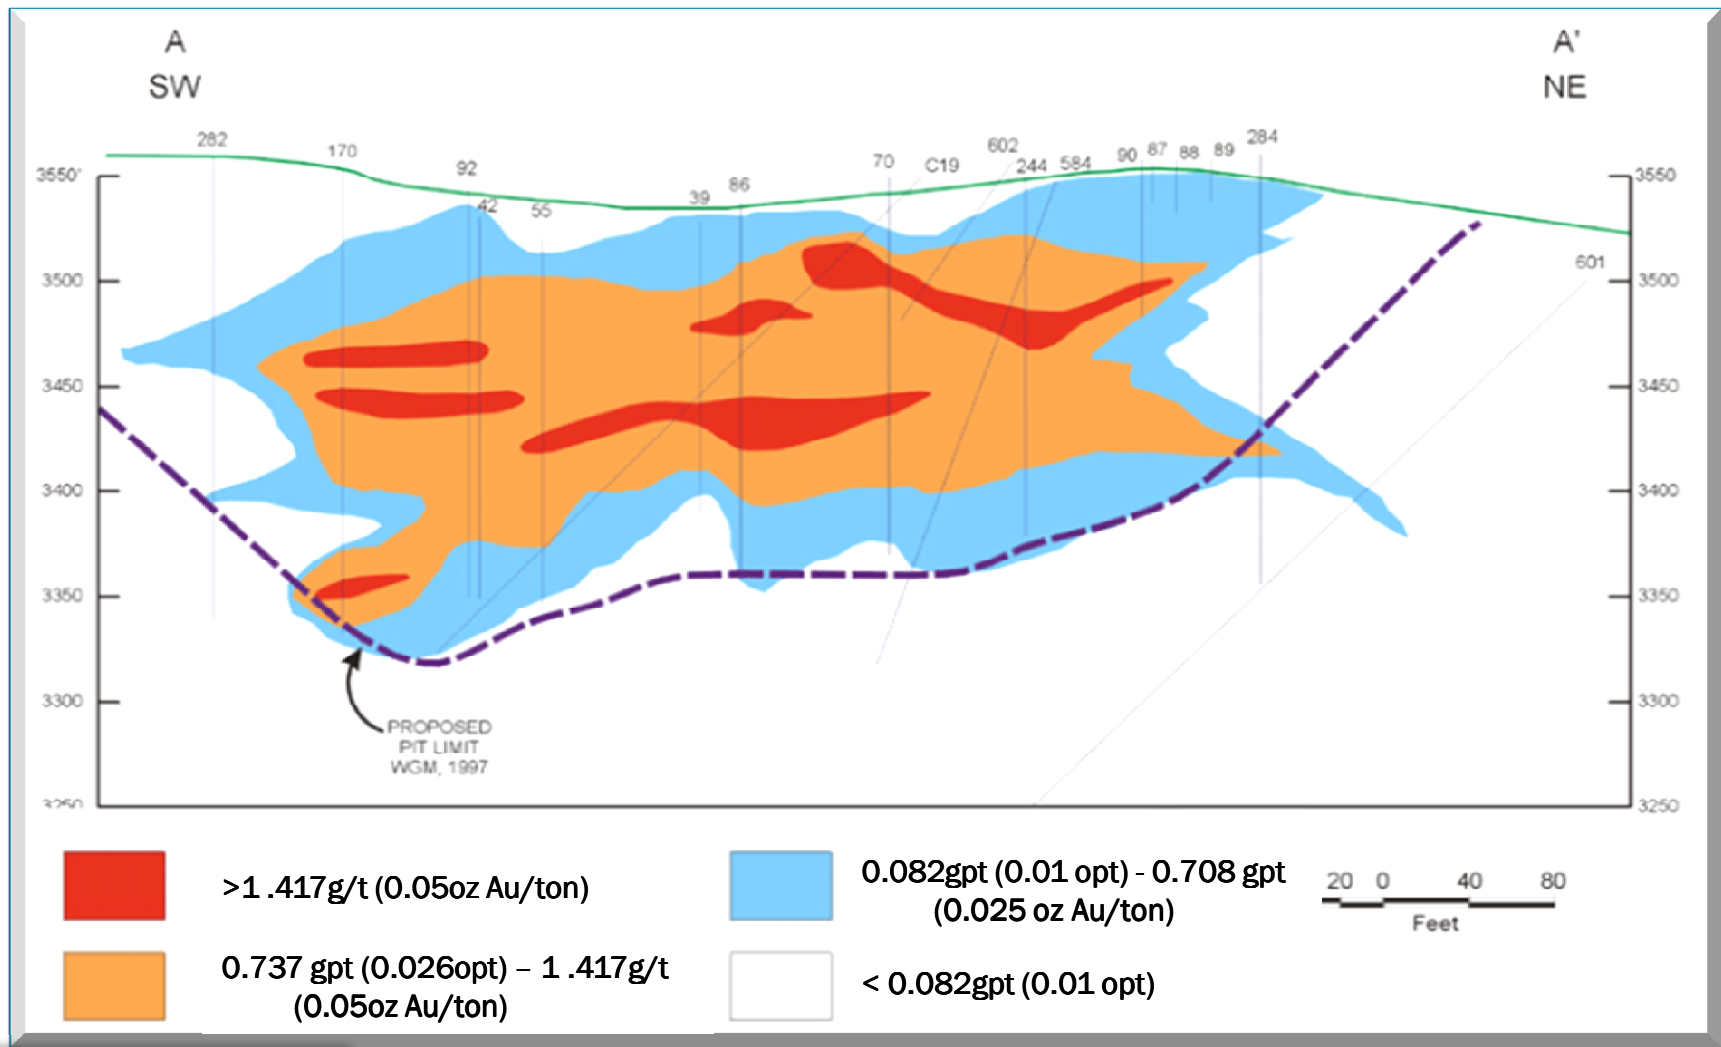 A
A'
SW
NE
282
170
92
42
55
39
86
70
C19
602
244
584
90
87
88
89
284
601
3550'
3550
3500
3500
3450
3450
3400
3400
3350
3350
3300
3300
3250
3250
PROPOSED
PIT LIMIT
WGM, 1997
>1 .417g/t (0.05oz Au/ton)
0.737 gpt (0.026opt) – 1 .417g/t
(0.05oz Au/ton)
0.082gpt (0.01 opt) - 0.708 gpt
(0.025 oz Au/ton)
< 0.082gpt (0.01 opt)
20 0 40 80
Feet